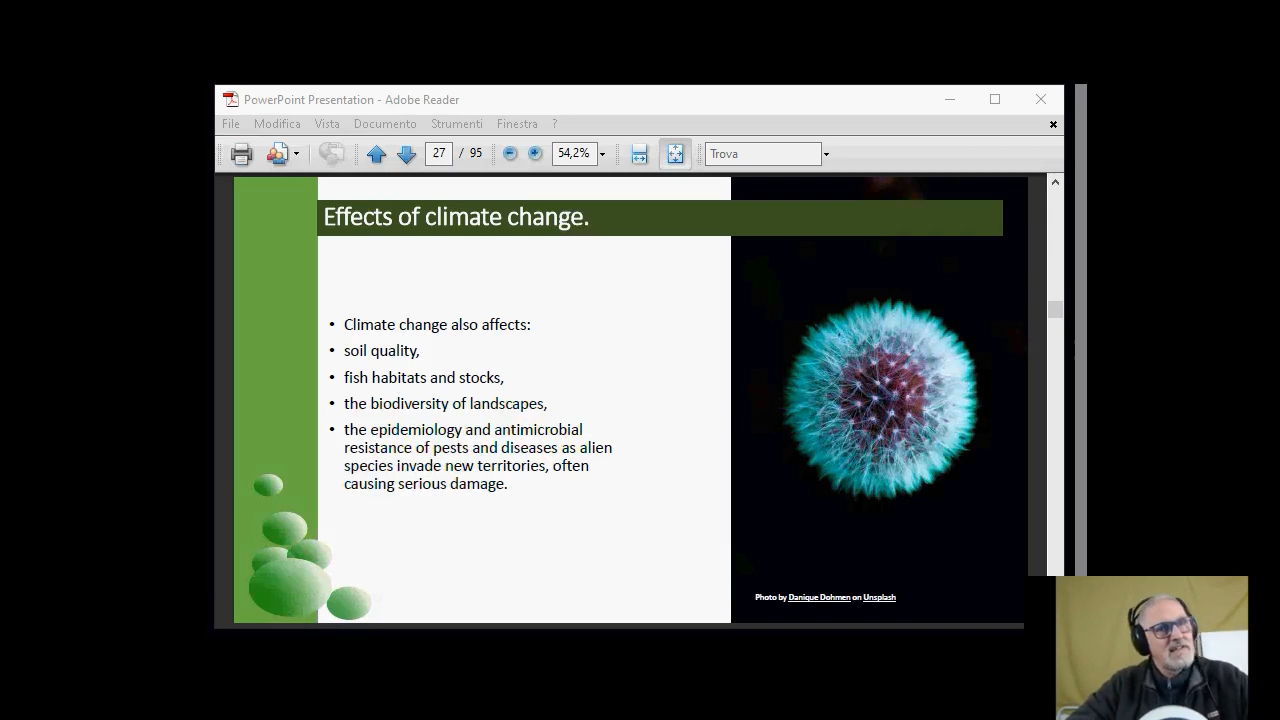 PowerPoint Presentation - Adobe Reader
File Modifica Vista Documento Strumenti Finestra ?
27 / 95 54,2% Trova
Effects of climate change.
• Climate change also affects:
• soil quality,
• fish habitats and stocks,
• the biodiversity of landscapes,
• the epidemiology and antimicrobial
resistance of pests and diseases as alien
species invade new territories, often
causing serious damage.
Photo by Danique Dohmen on Unsplash